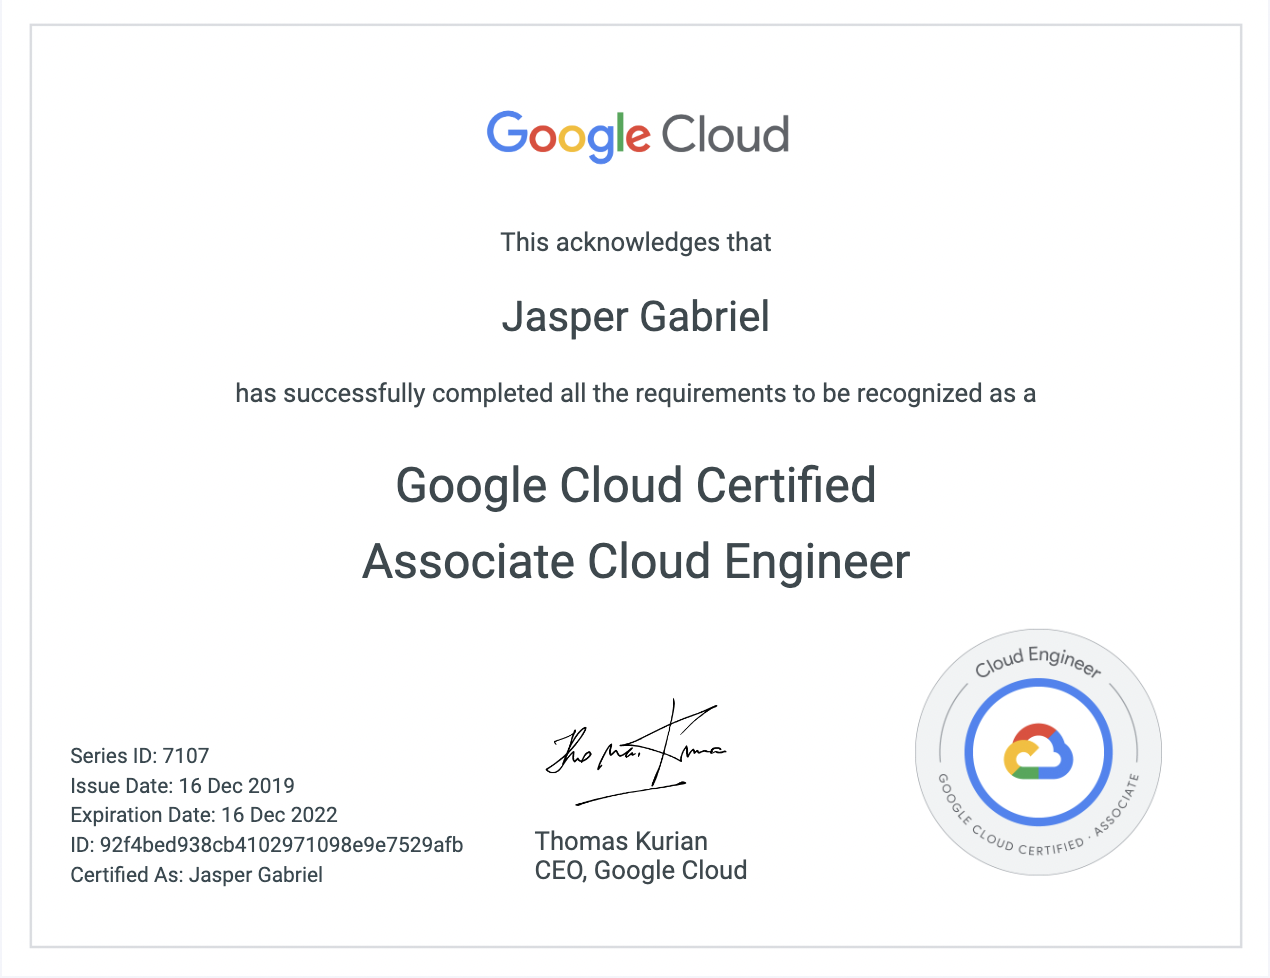 Google Cloud
This acknowledges that
Jasper Gabriel
has successfully completed all the requirements to be recognized as a
Google Cloud Certified
Associate Cloud Engineer
Series ID: 7107
Issue Date: 16 Dec 2019
Expiration Date: 16 Dec 2022
ID: 92f4bed938cb4102971098e9e7529afb
Certified As: Jasper Gabriel
Thomas Kurian
Thomas Kurian
CEO, Google Cloud
Cloud Engineer
GOOGLE CLOUD CERTIFIED · ASSOCIATE